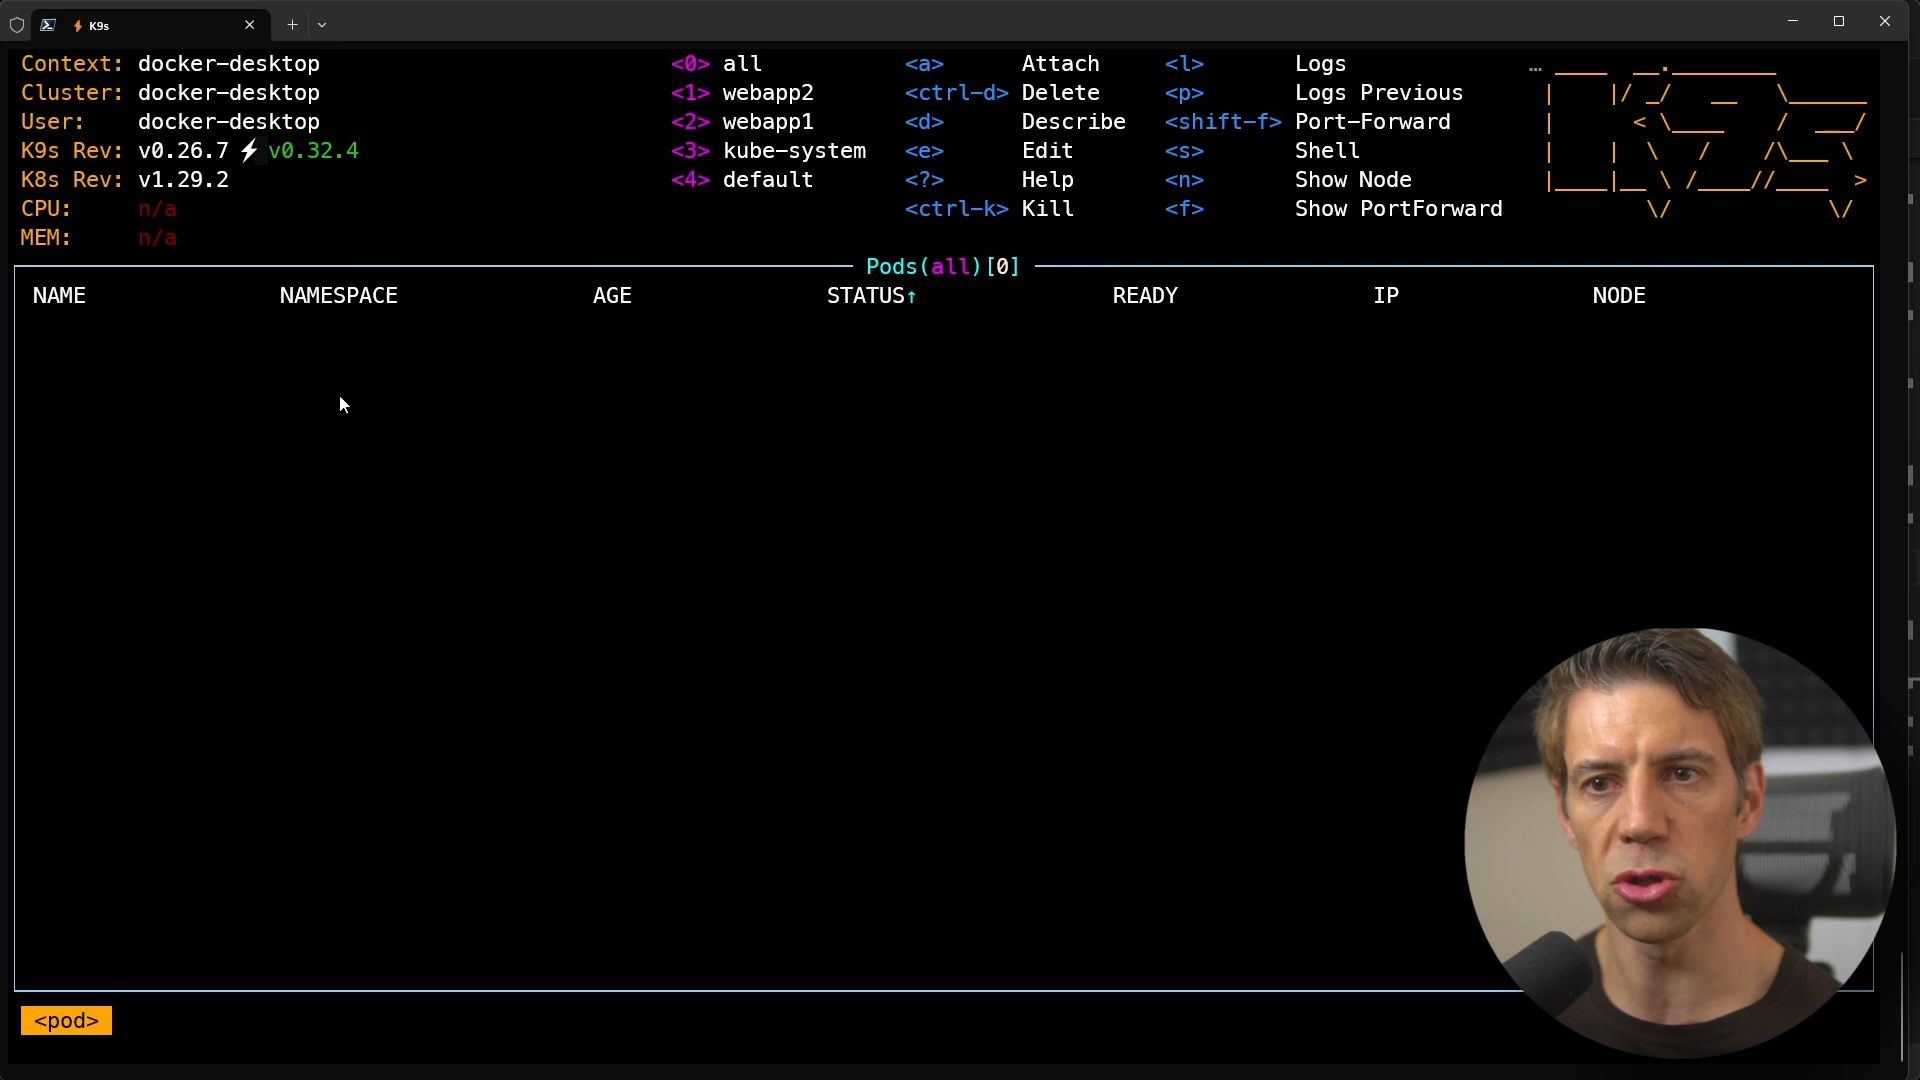 K9s
Context: docker-desktop
Cluster: docker-desktop
User: docker-desktop
K9s Rev: v0.26.7 ⚡v0.32.4
K8s Rev: v1.29.2
CPU: n/a
MEM: n/a
<0> all
<1> webapp2
<2> webapp1
<3> kube-system
<4> default
<a> Attach
<ctrl-d> Delete
<d> Describe
<e> Edit
<?> Help
<ctrl-k> Kill
<l> Logs
<p> Logs Previous
<shift-f> Port-Forward
<s> Shell
<n> Show Node
<f> Show PortForward
Pods(all)[0]
NAME NAMESPACE AGE STATUS↑ READY IP NODE
<pod>